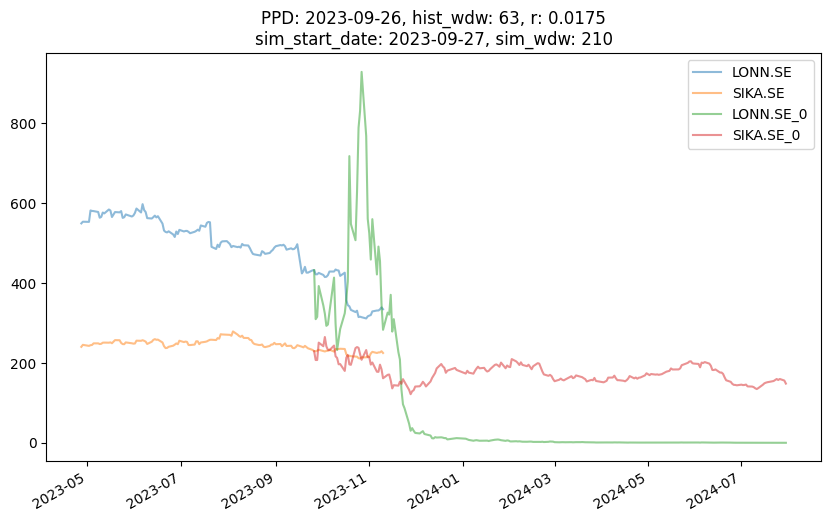 PPD: 2023-09-26, hist_wdw: 63, r: 0.0175
sim_start_date: 2023-09-27, sim_wdw: 210
LONN.SE
SIKA.SE
LONN.SE_0
SIKA.SE_0
800
600
400
200
0
2023-05
2023-07
2023-09
2023-11
2024-01
2024-03
2024-05
2024-07